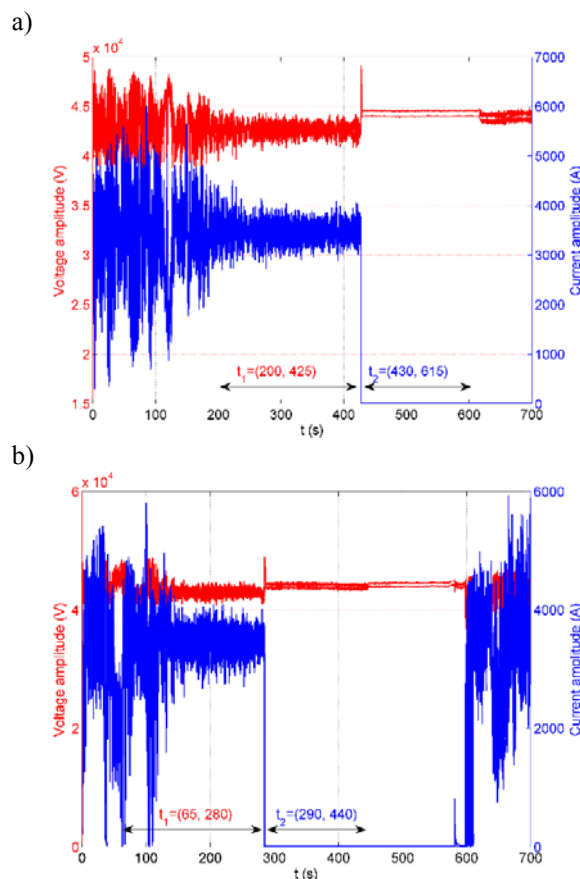 a)
x 10⁴
5
4.5
4
3.5
3
2.5
2
1.5
Voltage amplitude (V)
7000
6000
5000
4000
3000
2000
1000
0
Current amplitude (A)
t₁=(200, 425)
t₂=(430, 615)
0 100 200 300 400 500 600 700
t (s)
b)
x 10⁴
6
4
2
0
Voltage amplitude (V)
6000
4000
2000
0
Current amplitude (A)
t₁=(65, 280)
t₂=(290, 440)
0 100 200 300 400 500 600 700
t (s)